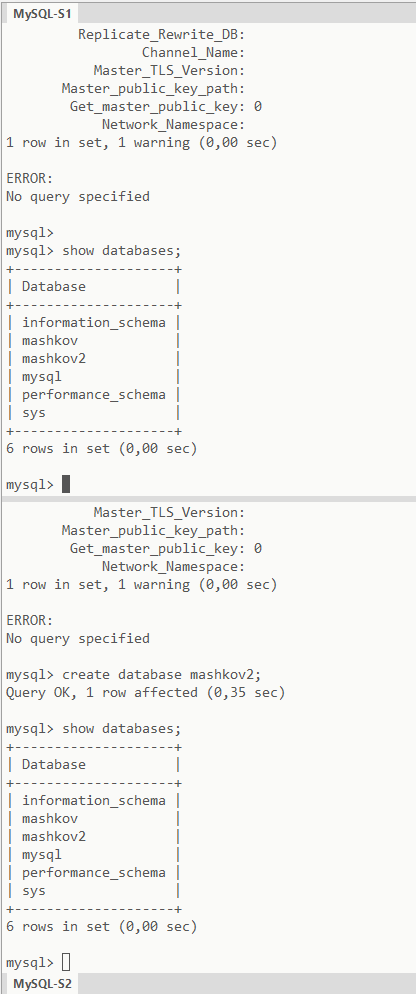 MySQL-S1
Replicate_Rewrite_DB:
Channel_Name:
Master_TLS_Version:
Master_public_key_path:
Get_master_public_key: 0
Network_Namespace:
1 row in set, 1 warning (0,00 sec)
ERROR:
No query specified
mysql>
mysql> show databases;
+--------------------+
| Database           |
+--------------------+
| information_schema |
| mashkov            |
| mashkov2           |
| mysql              |
| performance_schema |
| sys                |
+--------------------+
6 rows in set (0,00 sec)
mysql>
Master_TLS_Version:
Master_public_key_path:
Get_master_public_key: 0
Network_Namespace:
1 row in set, 1 warning (0,00 sec)
ERROR:
No query specified
mysql> create database mashkov2;
Query OK, 1 row affected (0,35 sec)
mysql> show databases;
+--------------------+
| Database           |
+--------------------+
| information_schema |
| mashkov            |
| mashkov2           |
| mysql              |
| performance_schema |
| sys                |
+--------------------+
6 rows in set (0,00 sec)
mysql>
MySQL-S2